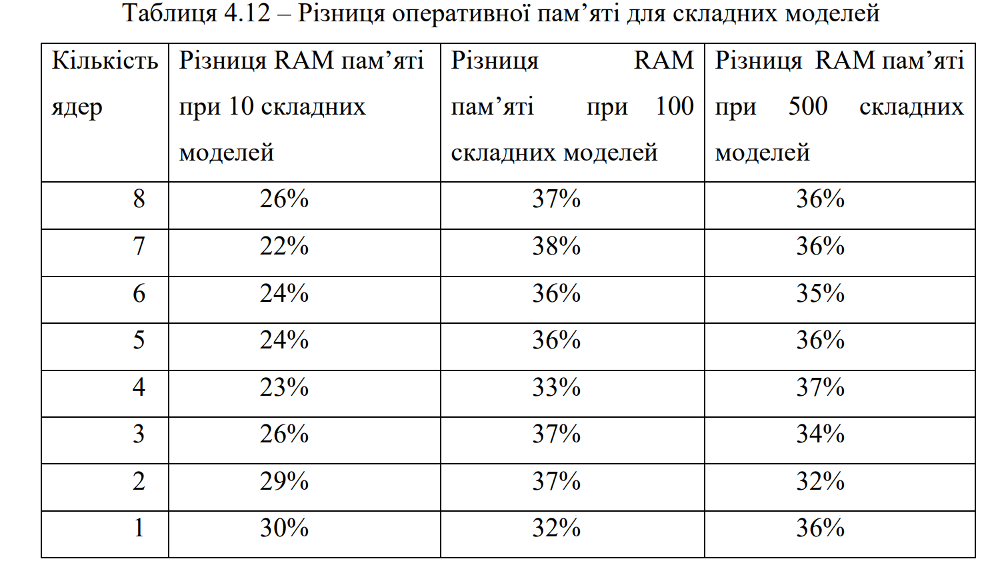 Таблиця 4.12 – Різниця оперативної пам’яті для складних моделей
Кількість ядер | Різниця RAM пам’яті при 10 складних моделей | Різниця RAM пам’яті при 100 складних моделей | Різниця RAM пам’яті при 500 складних моделей
8 | 26% | 37% | 36%
7 | 22% | 38% | 36%
6 | 24% | 36% | 35%
5 | 24% | 36% | 36%
4 | 23% | 33% | 37%
3 | 26% | 37% | 34%
2 | 29% | 37% | 32%
1 | 30% | 32% | 36%